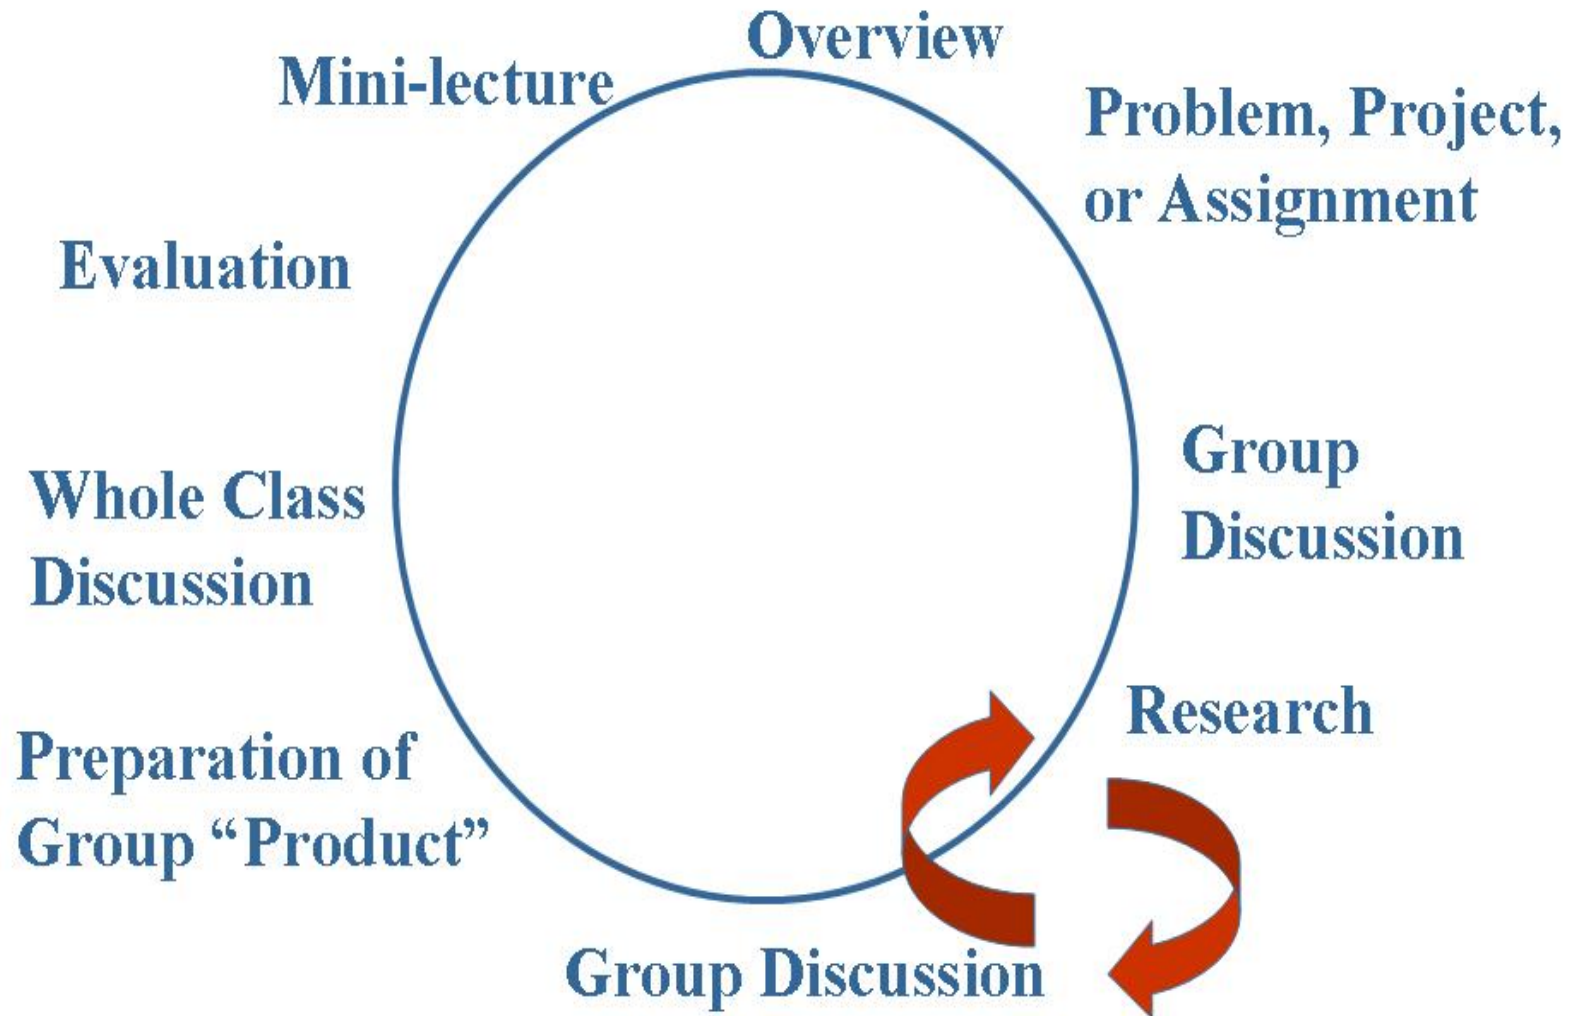 Overview
Problem, Project,
or Assignment
Group
Discussion
Research
Group Discussion
Preparation of
Group “Product”
Whole Class
Discussion
Evaluation
Mini-lecture